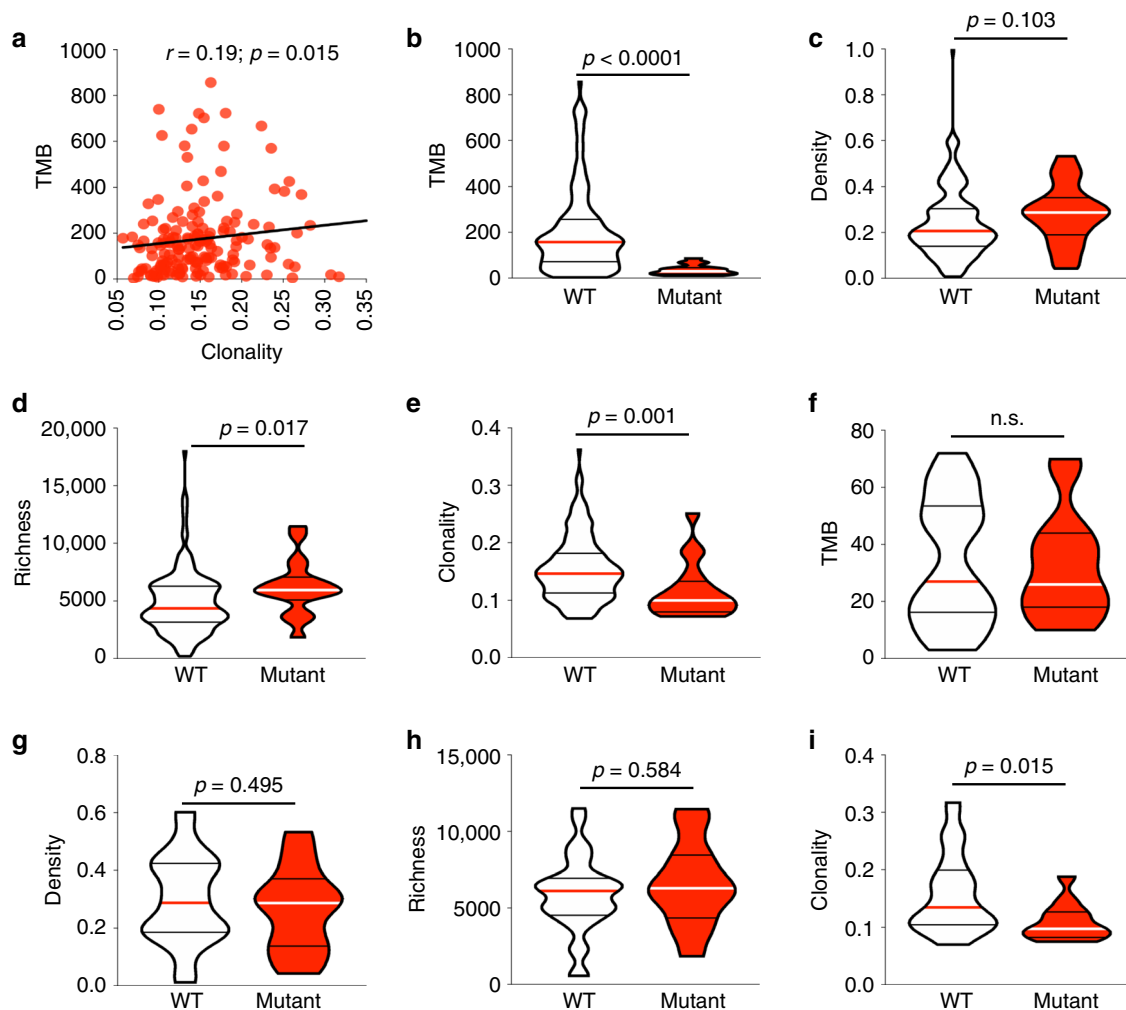 a
r = 0.19; p = 0.015
1000
800
600
400
200
0
TMB
0.05
0.10
0.15
0.20
0.25
0.30
0.35
Clonality
b
p < 0.0001
1000
800
600
400
200
0
TMB
WT Mutant
c
p = 0.103
1.0
0.8
0.6
0.4
0.2
0.0
Density
WT Mutant
d
p = 0.017
20,000
15,000
10,000
5000
0
Richness
WT Mutant
e
p = 0.001
0.4
0.3
0.2
0.1
0.0
Clonality
WT Mutant
f
n.s.
80
60
40
20
0
TMB
WT Mutant
g
p = 0.495
0.8
0.6
0.4
0.2
0.0
Density
WT Mutant
h
p = 0.584
15,000
10,000
5000
0
Richness
WT Mutant
i
p = 0.015
0.4
0.3
0.2
0.1
0.0
Clonality
WT Mutant